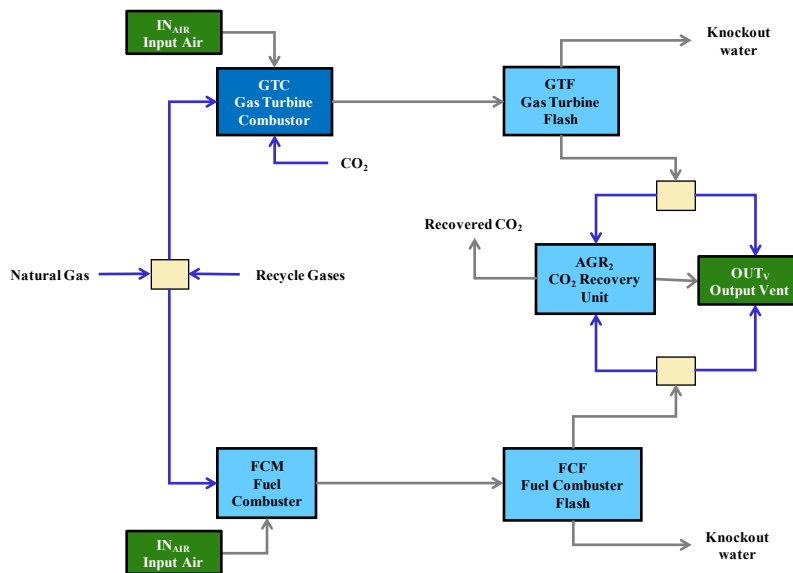 IN_AIR
Input Air
Knockout
water
GTC
Gas Turbine
Combustor
GTF
Gas Turbine
Flash
CO₂
Recovered CO₂
AGR₂
CO₂ Recovery
Unit
OUT_V
Output Vent
Natural Gas
Recycle Gases
FCM
Fuel
Combuster
FCF
Fuel Combuster
Flash
IN_AIR
Input Air
Knockout
water